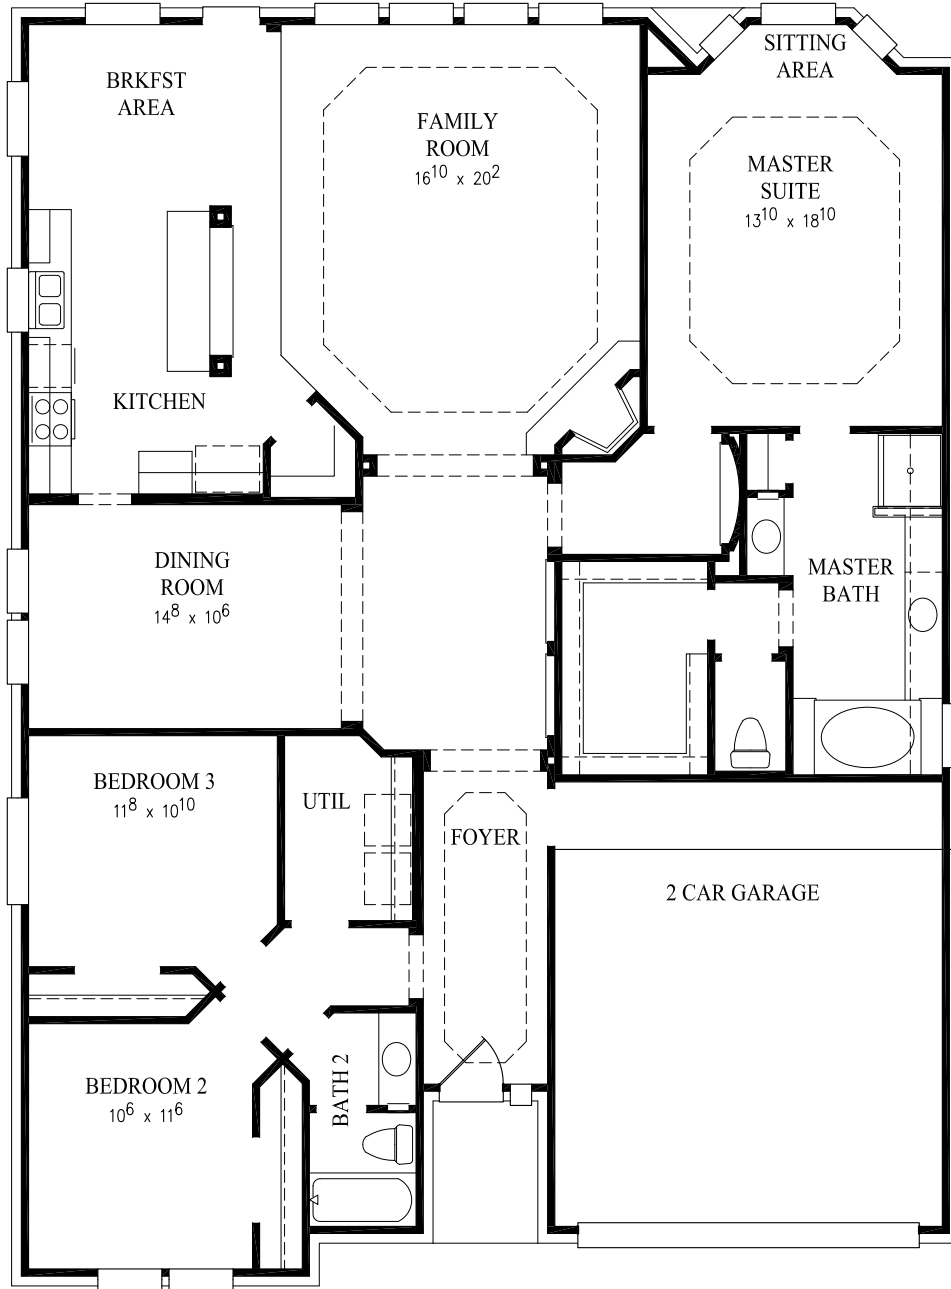 BRKFST
AREA
FAMILY
ROOM
16¹⁰ x 20²
SITTING
AREA
MASTER
SUITE
13¹⁰ x 18¹⁰
KITCHEN
DINING
ROOM
14⁸ x 10⁶
MASTER
BATH
BEDROOM 3
11⁸ x 10¹⁰
UTIL
FOYER
2 CAR GARAGE
BEDROOM 2
10⁶ x 11⁶
BATH 2